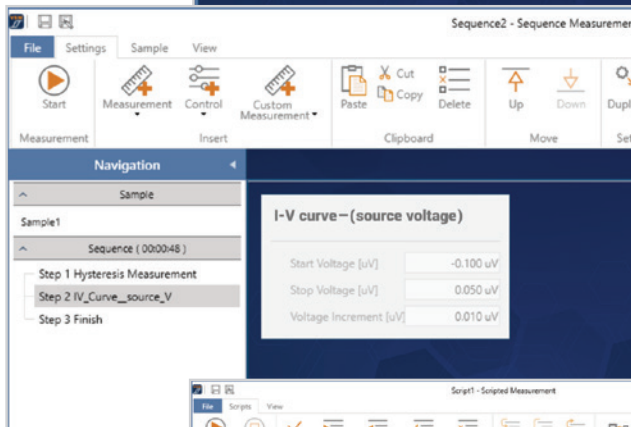 Sequence2 - Sequence Measuremen
File Settings Sample View
Start Measurement Control Custom Measurement Paste Cut Copy Delete Up Down Dupl
Measurement Insert Clipboard Move Set
Navigation
Sample
Sample1
Sequence ( 00:00:48 )
Step 1 Hysteresis Measurement
Step 2 IV_Curve__source_V
Step 3 Finish
I-V curve–(source voltage)
Start Voltage [uV] -0.100 uV
Stop Voltage [uV] 0.050 uV
Voltage Increment [uV] 0.010 uV
Script1 - Scripted Measurement
File Scripts View